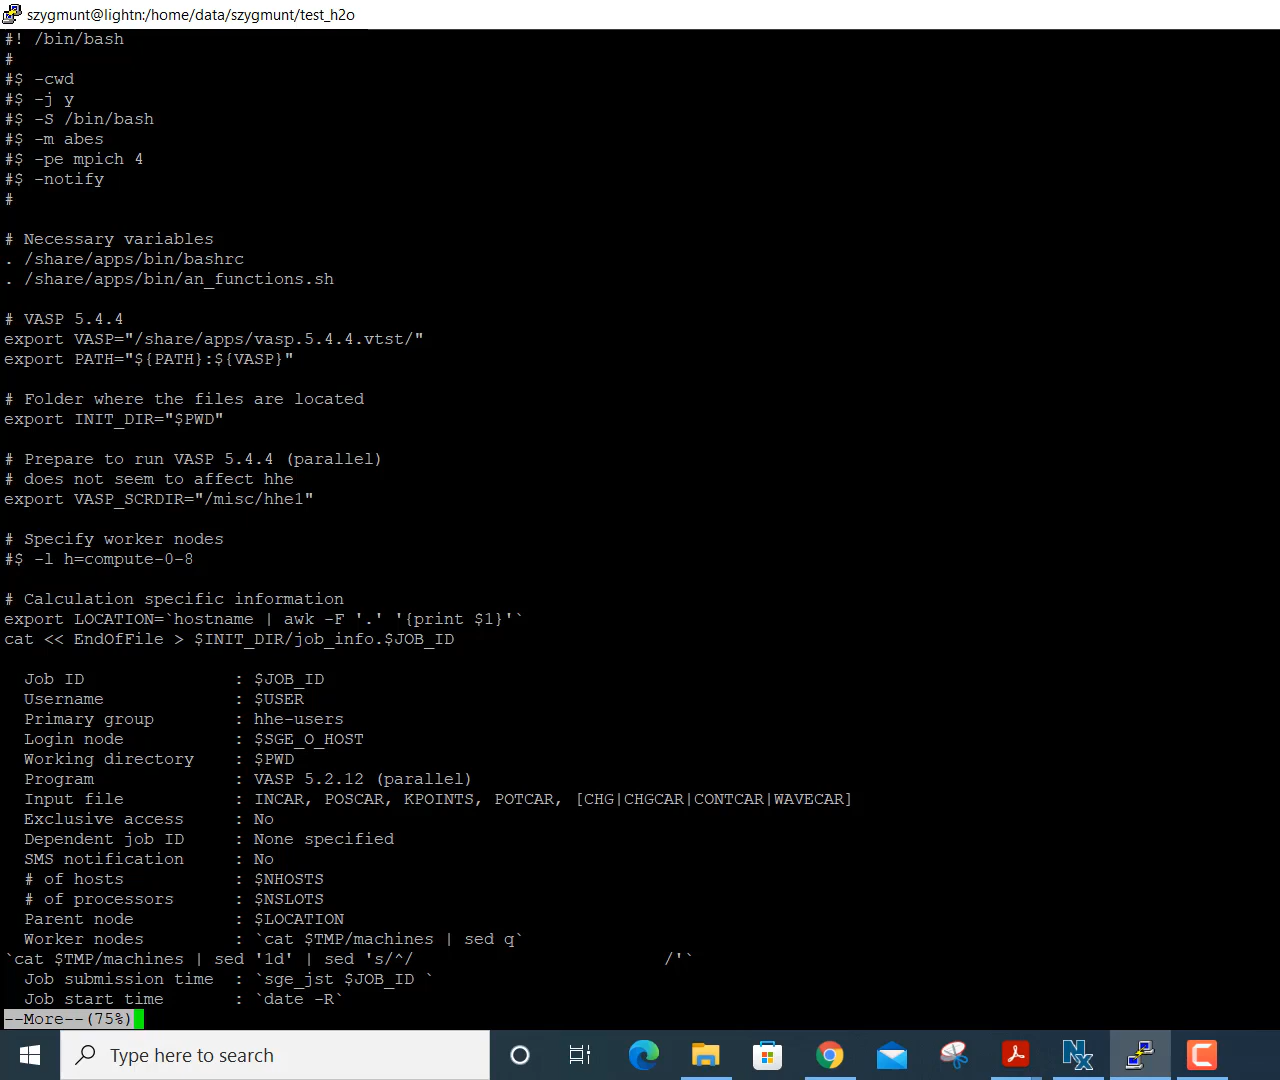 szygmunt@lightn:/home/data/szygmunt/test_h2o
#! /bin/bash
#
#$ -cwd
#$ -j y
#$ -S /bin/bash
#$ -m abes
#$ -pe mpich 4
#$ -notify
#
# Necessary variables
. /share/apps/bin/bashrc
. /share/apps/bin/an_functions.sh
# VASP 5.4.4
export VASP="/share/apps/vasp.5.4.4.vtst/"
export PATH="${PATH}:${VASP}"
# Folder where the files are located
export INIT_DIR="$PWD"
# Prepare to run VASP 5.4.4 (parallel)
# does not seem to affect hhe
export VASP_SCRDIR="/misc/hhe1"
# Specify worker nodes
#$ -l h=compute-0-8
# Calculation specific information
export LOCATION=`hostname | awk -F '.' '{print $1}'`
cat << EndOfFile > $INIT_DIR/job_info.$JOB_ID
Job ID : $JOB_ID
Username : $USER
Primary group : hhe-users
Login node : $SGE_O_HOST
Working directory : $PWD
Program : VASP 5.2.12 (parallel)
Input file : INCAR, POSCAR, KPOINTS, POTCAR, [CHG|CHGCAR|CONTCAR|WAVECAR]
Exclusive access : No
Dependent job ID : None specified
SMS notification : No
# of hosts : $NHOSTS
# of processors : $NSLOTS
Parent node : $LOCATION
Worker nodes : `cat $TMP/machines | sed q`
`cat $TMP/machines | sed '1d' | sed 's/^/                         /'`
Job submission time : `sge_jst $JOB_ID `
Job start time : `date -R`
--More--(75%)
Type here to search